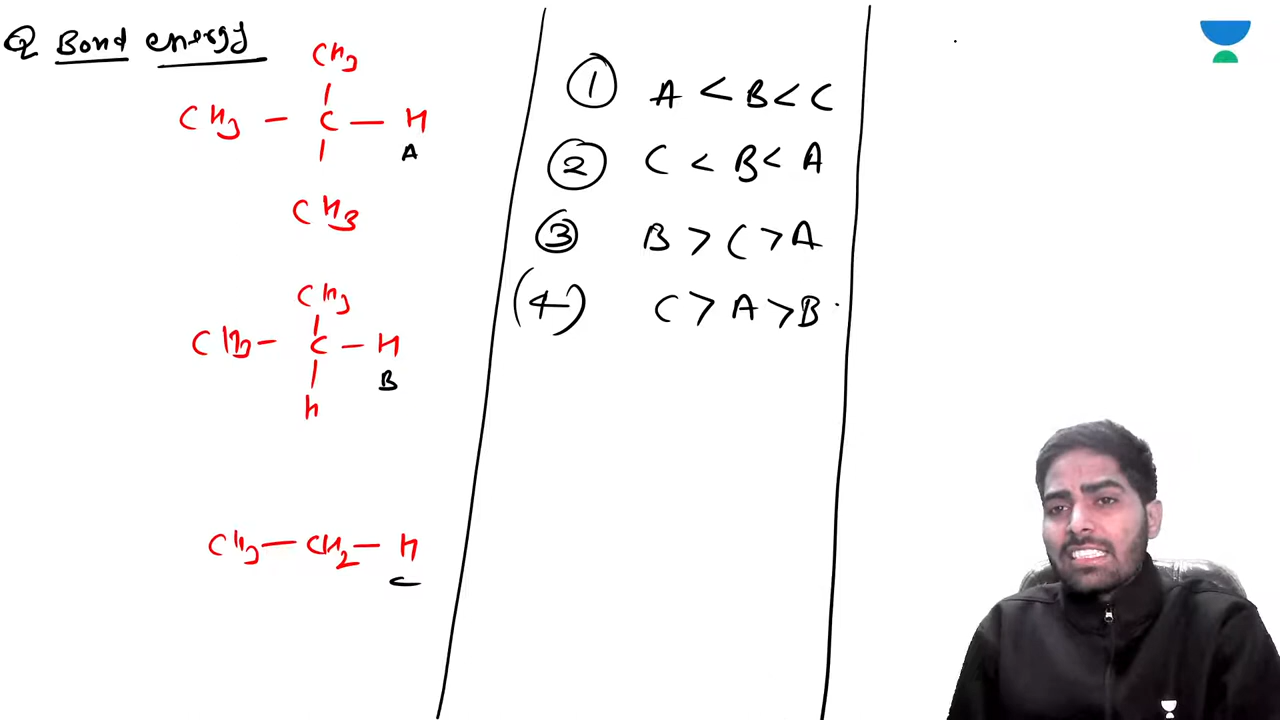 Q Bond energy
CH3
CH3 - C - H
A
CH3
CH3
CH3 - C - H
B
H
CH3 - CH2 - H
C
① A < B < C
② C < B < A
③ B > C > A
(4) C > A > B